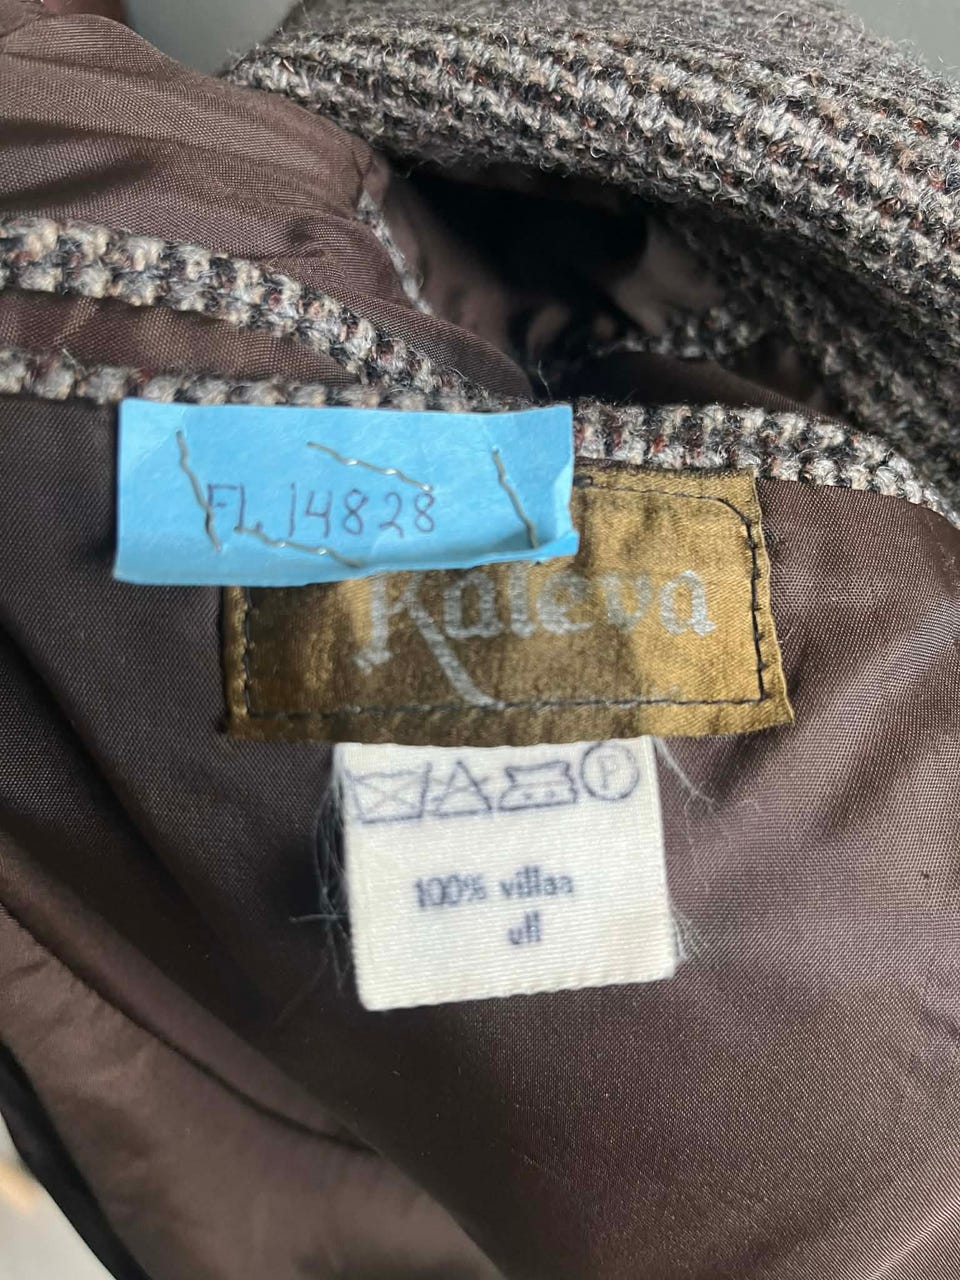 FL 14828
Kaleva
P
100% villaa
ull